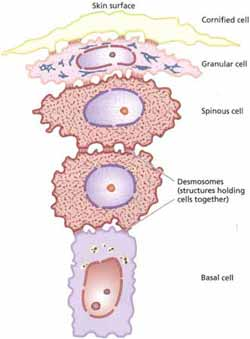 Skin surface
Cornified cell
Granular cell
Spinous cell
Desmosomes
(structures holding
cells together)
Basal cell